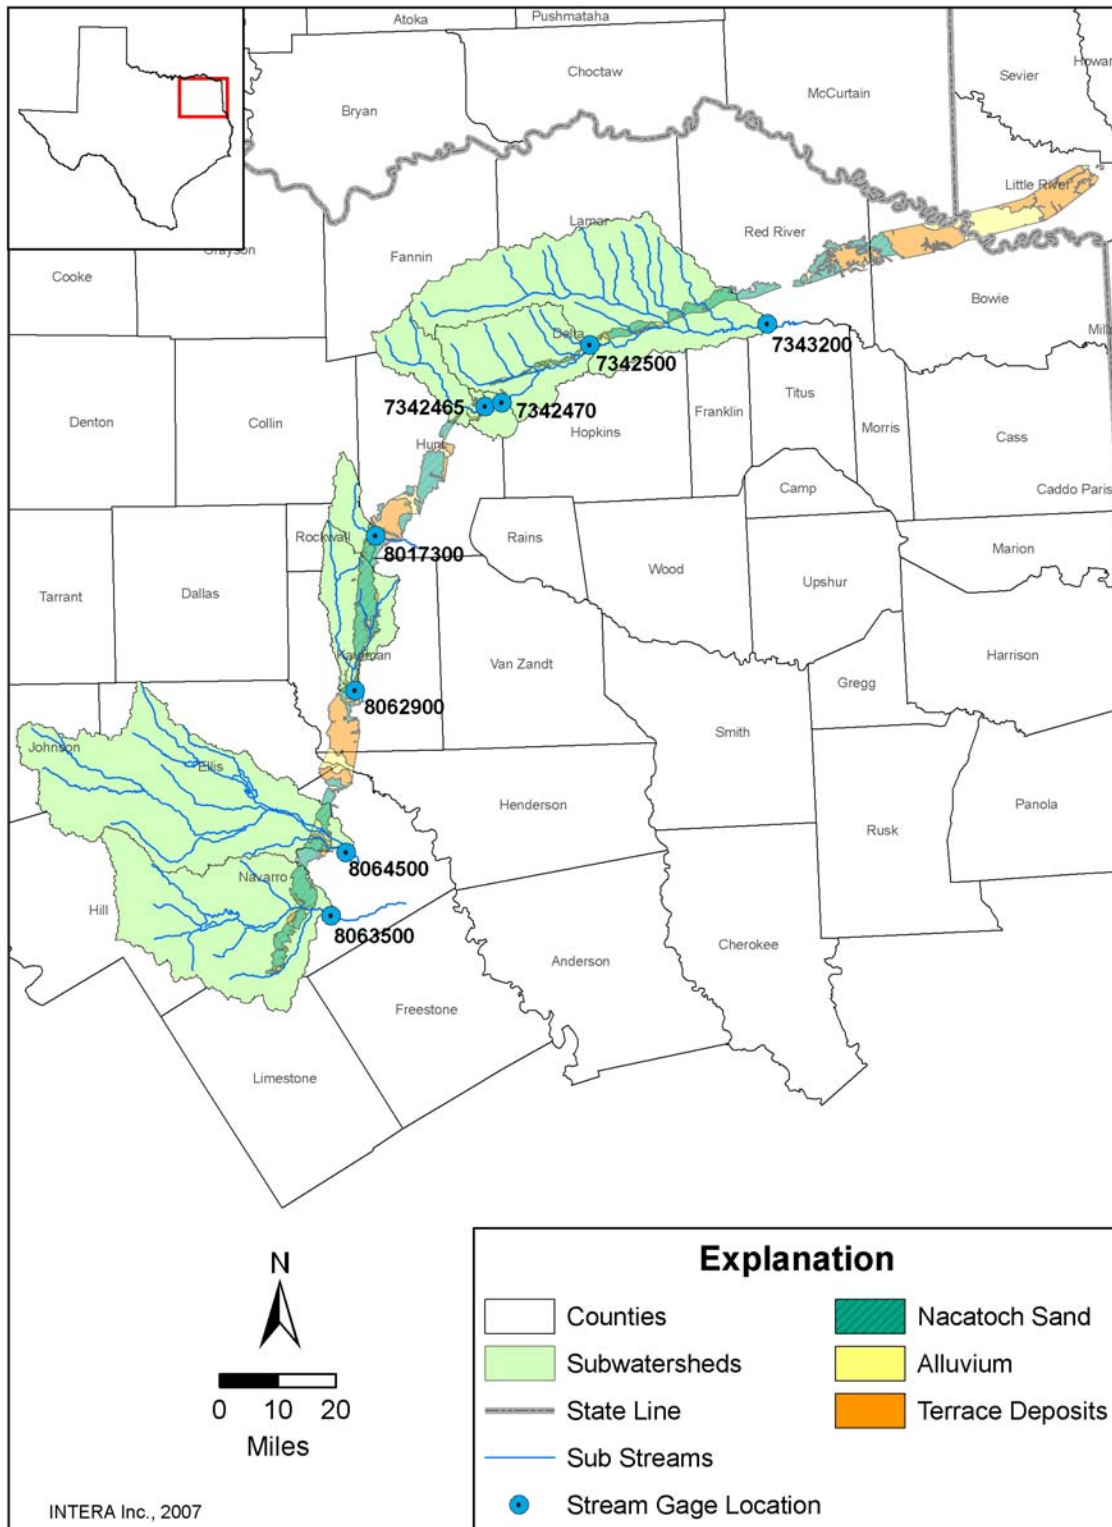 Atoka
Pushmataha
Choctaw
Bryan
McCurtain
Sevier
Howar
Little River
Lamar
Red River
Grayson
Fannin
Cooke
Bowie
Delta
Mill
7343200
7342500
7342465
7342470
Denton
Collin
Hunt
Hopkins
Franklin
Titus
Morris
Cass
Camp
Caddo Paris
Rockwall
8017300
Rains
Wood
Upshur
Marion
Tarrant
Dallas
Kaufman
Van Zandt
Gregg
Harrison
8062900
Johnson
Ellis
Smith
Henderson
Panola
Rusk
8064500
Navarro
Hill
8063500
Cherokee
Anderson
Freestone
Limestone
N
0 10 20
Miles
INTERA Inc., 2007
Explanation
Counties
Subwatersheds
State Line
Sub Streams
Stream Gage Location
Nacatoch Sand
Alluvium
Terrace Deposits